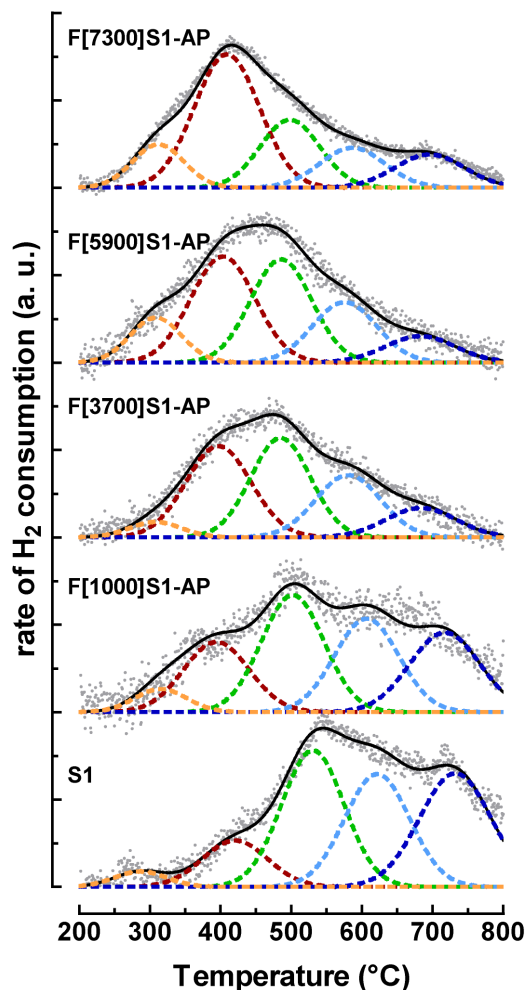 F[7300]S1-AP
F[5900]S1-AP
F[3700]S1-AP
F[1000]S1-AP
S1
rate of H₂ consumption (a. u.)
200 300 400 500 600 700 800
Temperature (°C)